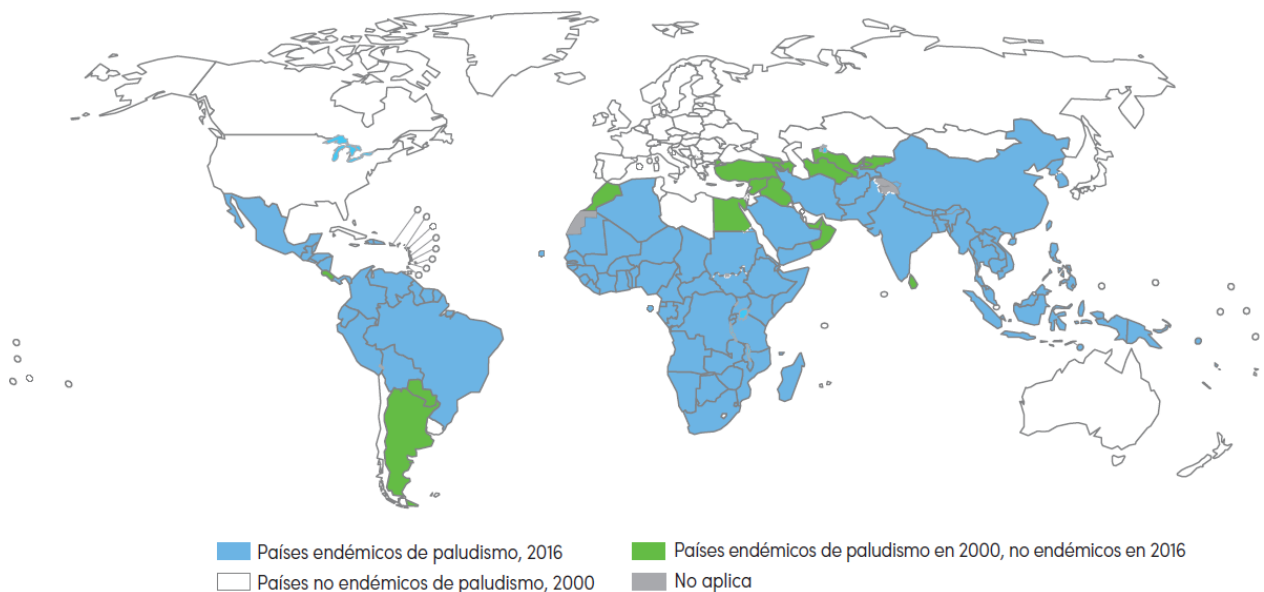 Países endémicos de paludismo, 2016
Países endémicos de paludismo en 2000, no endémicos en 2016
Países no endémicos de paludismo, 2000
No aplica